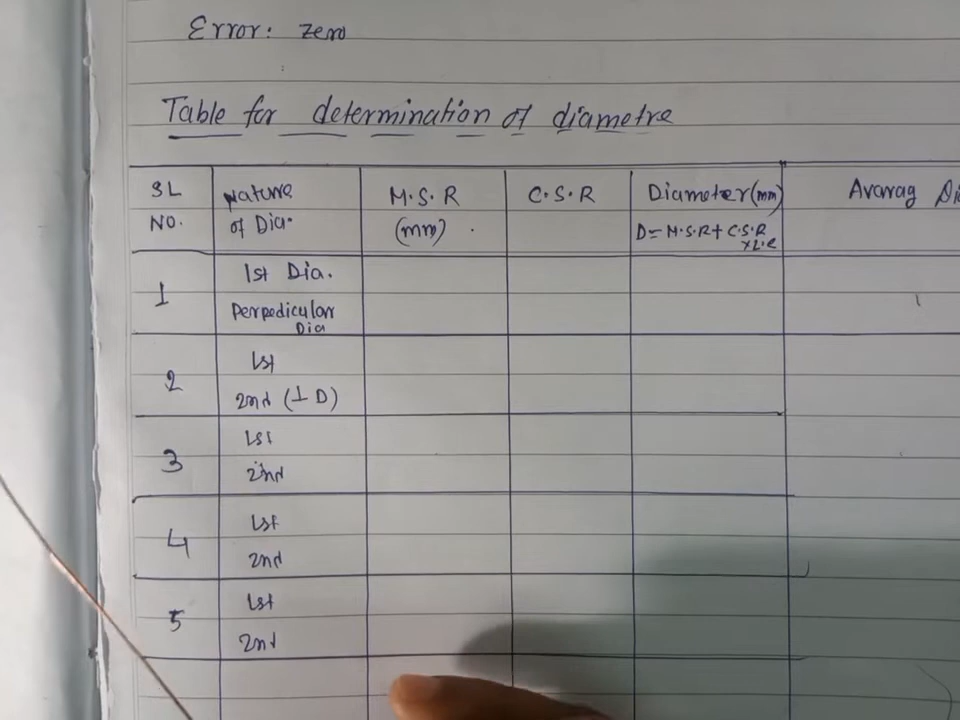 Error: Zero
Table for determination of diametre
SL NO.
Nature of Dia.
M.S.R (mm)
C.S.R
Diameter(mm) D=M.S.R+C.S.R ×L.C
Avarag
1
1st Dia.
Perpedicular Dia
2
1st
2nd (⊥ D)
3
1st
2nd
4
1st
2nd
5
1st
2nd